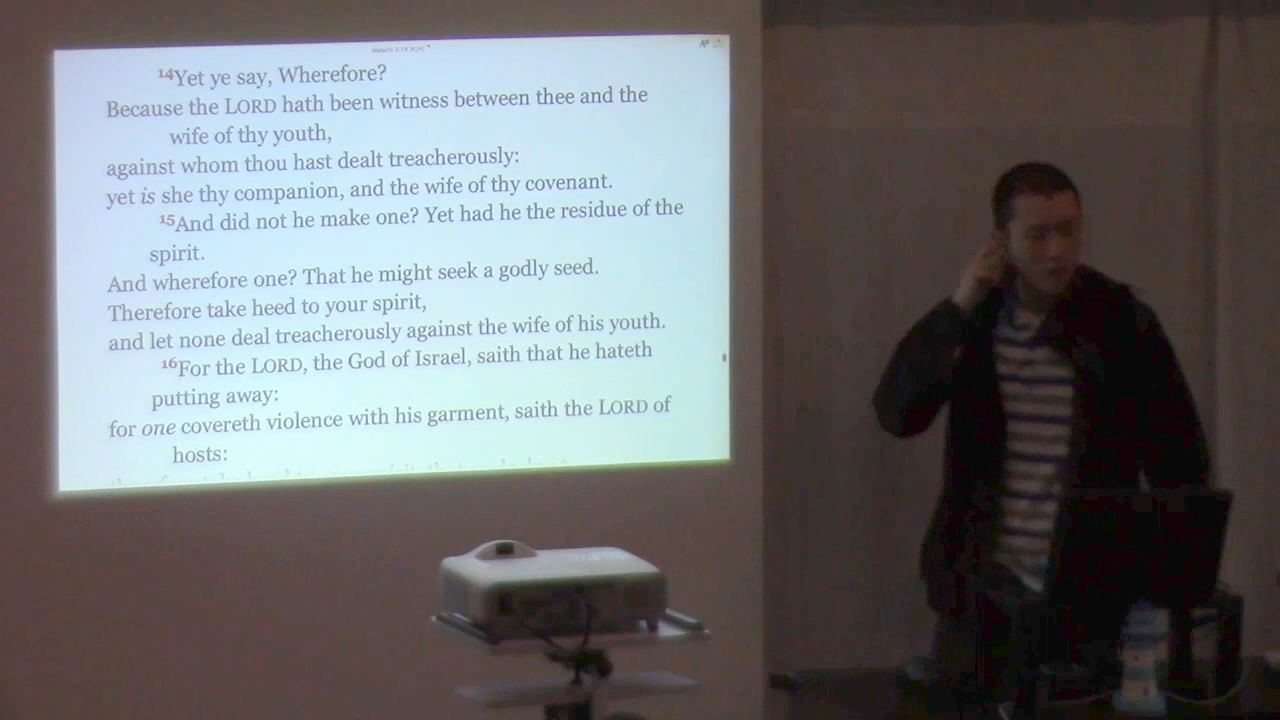 Malachi 2:14 (KJV)
14Yet ye say, Wherefore?
Because the LORD hath been witness between thee and the
wife of thy youth,
against whom thou hast dealt treacherously:
yet is she thy companion, and the wife of thy covenant.
15And did not he make one? Yet had he the residue of the
spirit.
And wherefore one? That he might seek a godly seed.
Therefore take heed to your spirit,
and let none deal treacherously against the wife of his youth.
16For the LORD, the God of Israel, saith that he hateth
putting away:
for one covereth violence with his garment, saith the LORD of
hosts: